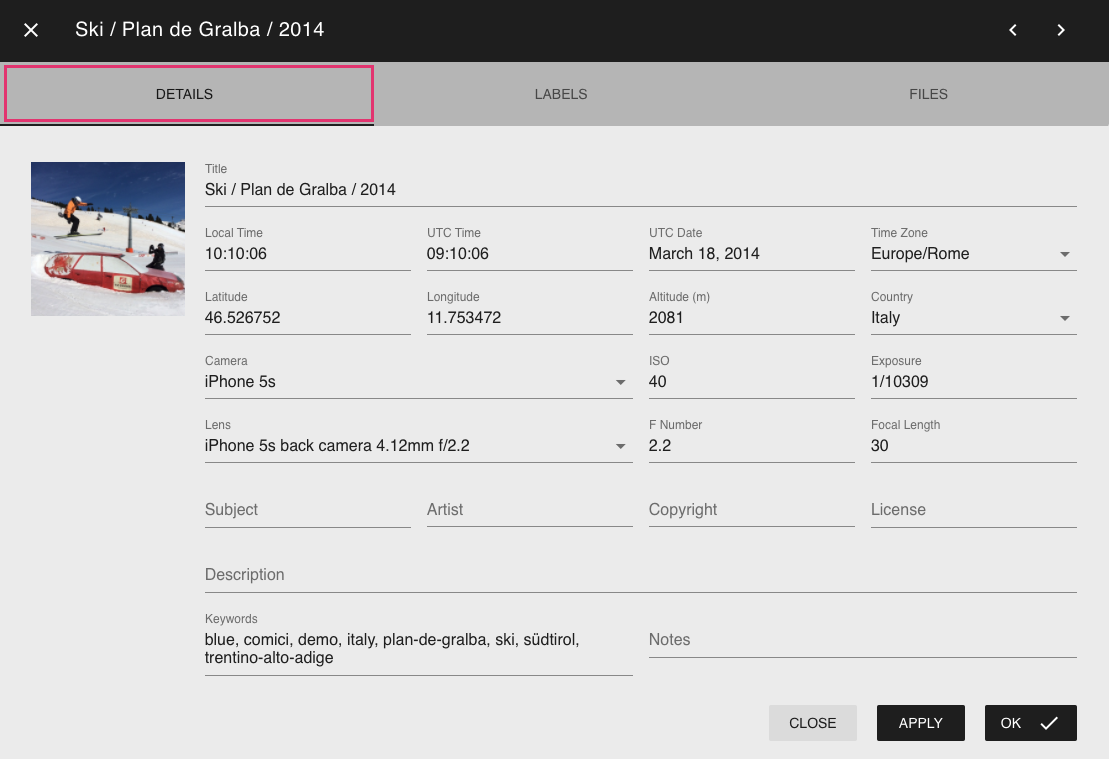 Ski / Plan de Gralba / 2014
DETAILS
LABELS
FILES
Title
Ski / Plan de Gralba / 2014
Local Time
UTC Time
UTC Date
Time Zone
10:10:06
09:10:06
March 18, 2014
Europe/Rome
Latitude
Longitude
Altitude (m)
Country
46.526752
11.753472
2081
Italy
Camera
ISO
Exposure
iPhone 5s
40
1/10309
Lens
F Number
Focal Length
iPhone 5s back camera 4.12mm f/2.2
2.2
30
Subject
Artist
Copyright
License
Description
Keywords
blue, comici, demo, italy, plan-de-gralba, ski, südtirol,
trentino-alto-adige
Notes
CLOSE
APPLY
OK